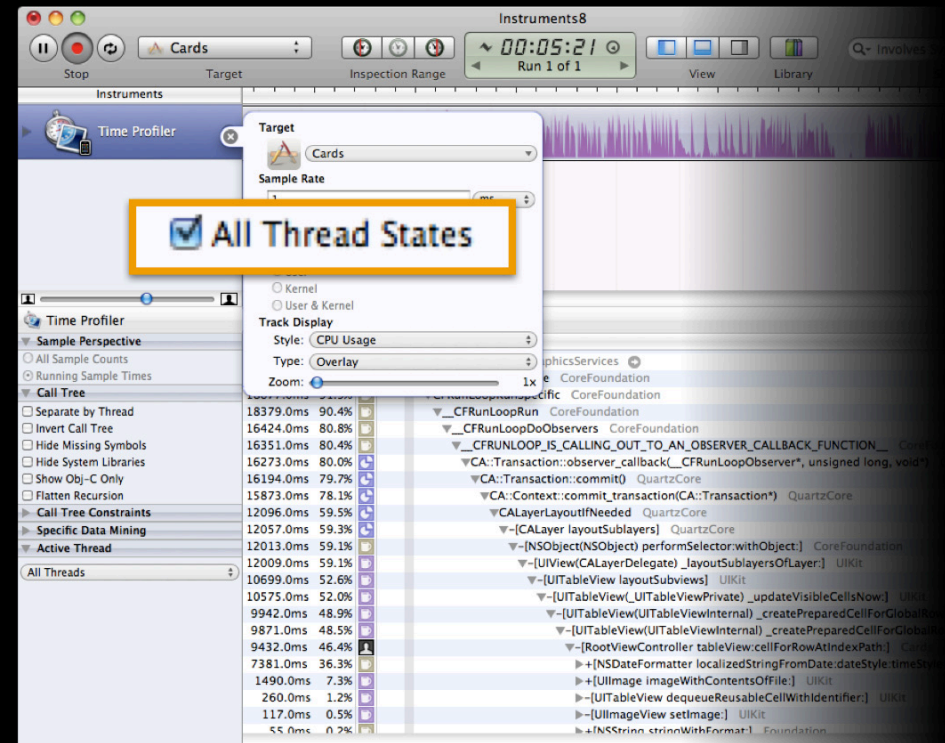 Instruments8
Cards
00:05:21
Run 1 of 1
Q- Involves
Stop
Target
Inspection Range
View
Library
Instruments
Time Profiler
Target
Cards
Sample Rate
All Thread States
Kernel
User & Kernel
Track Display
Style: CPU Usage
Type: Overlay
Zoom: 1x
Time Profiler
Sample Perspective
All Sample Counts
Running Sample Times
Call Tree
Separate by Thread
Invert Call Tree
Hide Missing Symbols
Hide System Libraries
Show Obj-C Only
Flatten Recursion
Call Tree Constraints
Specific Data Mining
Active Thread
All Threads
CoreFoundation
CoreFoundation
18379.0ms 90.4% __CFRunLoopRun CoreFoundation
16424.0ms 80.8% __CFRunLoopDoObservers CoreFoundation
16351.0ms 80.4% __CFRUNLOOP_IS_CALLING_OUT_TO_AN_OBSERVER_CALLBACK_FUNCTION__
16273.0ms 80.0% CA::Transaction::observer_callback(__CFRunLoopObserver*, unsigned long, void*)
16194.0ms 79.7% CA::Transaction::commit() QuartzCore
15873.0ms 78.1% CA::Context::commit_transaction(CA::Transaction*) QuartzCore
12096.0ms 59.5% CALayerLayoutIfNeeded QuartzCore
12057.0ms 59.3% -[CALayer layoutSublayers] QuartzCore
12013.0ms 59.1% -[NSObject(NSObject) performSelector:withObject:] CoreFoundation
12009.0ms 59.1% -[UIView(CALayerDelegate) _layoutSublayersOfLayer:] UIKit
10699.0ms 52.6% -[UITableView layoutSubviews] UIKit
10575.0ms 52.0% -[UITableView(_UITableViewPrivate) _updateVisibleCellsNow:] UIKit
9942.0ms 48.9% -[UITableView(UITableViewInternal) _createPreparedCellForGlobalRow
9871.0ms 48.5% -[UITableView(UITableViewInternal) _createPreparedCellForGlobalRow
9432.0ms 46.4% -[RootViewController tableView:cellForRowAtIndexPath:] Cards
7381.0ms 36.3% +[NSDateFormatter localizedStringFromDate:dateStyle:timeStyle
1490.0ms 7.3% +[UIImage imageWithContentsOfFile:] UIKit
260.0ms 1.2% -[UITableView dequeueReusableCellWithIdentifier:] UIKit
117.0ms 0.5% -[UIImageView setImage:] UIKit
55.0ms 0.2% +[NSString stringWithFormat:] Foundation